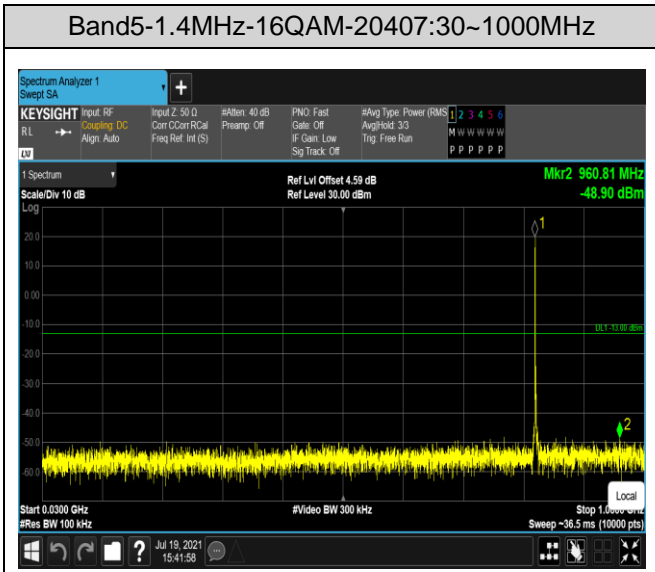 Band5-1.4MHz-16QAM-20407:30~1000MHz
Spectrum Analyzer 1
Swept SA
+
KEYSIGHT
RL
LXI
Input: RF
Coupling: DC
Align: Auto
Input Z: 50 Ω
Corr CCorr RCal
Freq Ref: Int (S)
#Atten: 40 dB
Preamp: Off
PNO: Fast
Gate: Off
IF Gain: Low
Sig Track: Off
#Avg Type: Power (RMS
Avg|Hold: 3/3
Trig: Free Run
1 2 3 4 5 6
M W W W W W
P P P P P P
1 Spectrum
Scale/Div 10 dB
Log
Ref Lvl Offset 4.59 dB
Ref Level 30.00 dBm
Mkr2 960.81 MHz
-48.90 dBm
1
20.0
10.0
0.00
-10.0
DL1 -13.00 dBm
-20.0
-30.0
-40.0
2
-50.0
-60.0
Local
Start 0.0300 GHz
#Res BW 100 kHz
#Video BW 300 kHz
Stop 1.0000 GHz
Sweep ~36.5 ms (10000 pts)
?
Jul 19, 2021
15:41:58